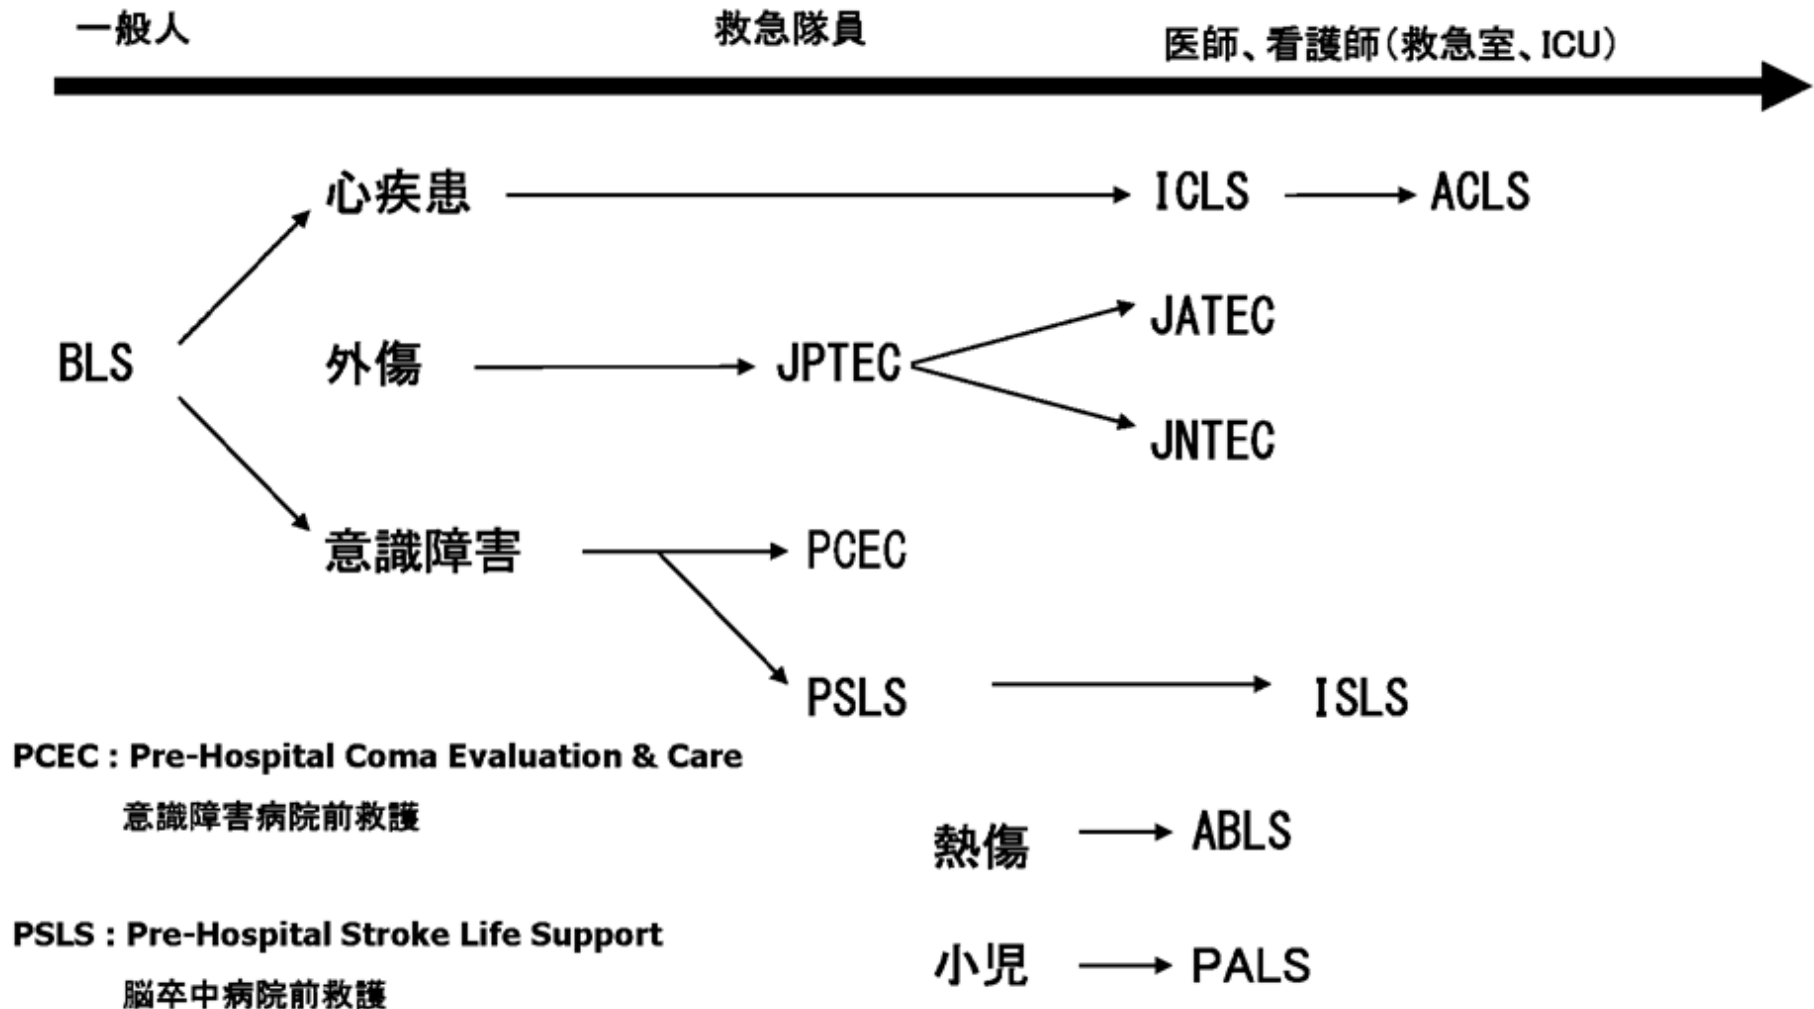 一般人
救急隊員
医師、看護師(救急室、ICU)
心疾患
ICLS
ACLS
JATEC
BLS
外傷
JPTEC
JNTEC
意識障害
PCEC
PSLS
ISLS
PCEC : Pre-Hospital Coma Evaluation & Care
意識障害病院前救護
熱傷
ABLS
PSLS : Pre-Hospital Stroke Life Support
脳卒中病院前救護
小児
PALS